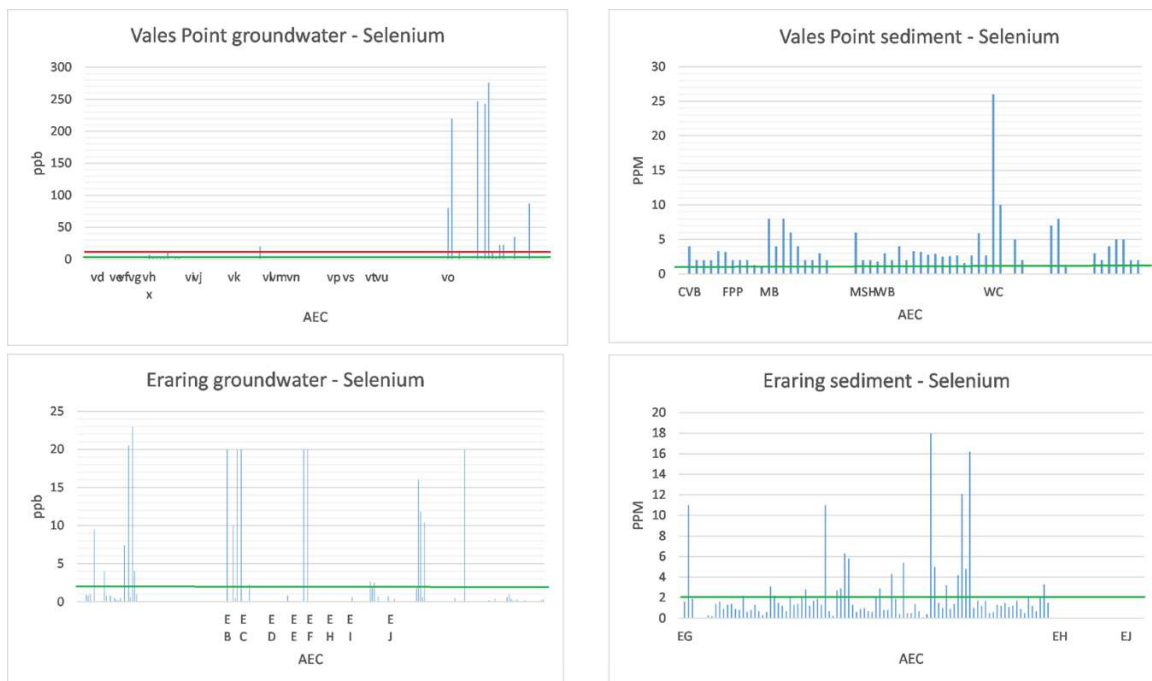 Vales Point groundwater - Selenium
300
250
200
150
100
50
0
ppb
vd vg vh vk vp vs vo
x
AEC
Vales Point sediment - Selenium
30
25
20
15
10
5
0
PPM
CVB FPP MB MSH WB WC
AEC
Eraring groundwater - Selenium
25
20
15
10
5
0
ppb
E E E E E E E E
B C D E F H I J
AEC
Eraring sediment - Selenium
20
18
16
14
12
10
8
6
4
2
0
PPM
EG EH EJ
AEC